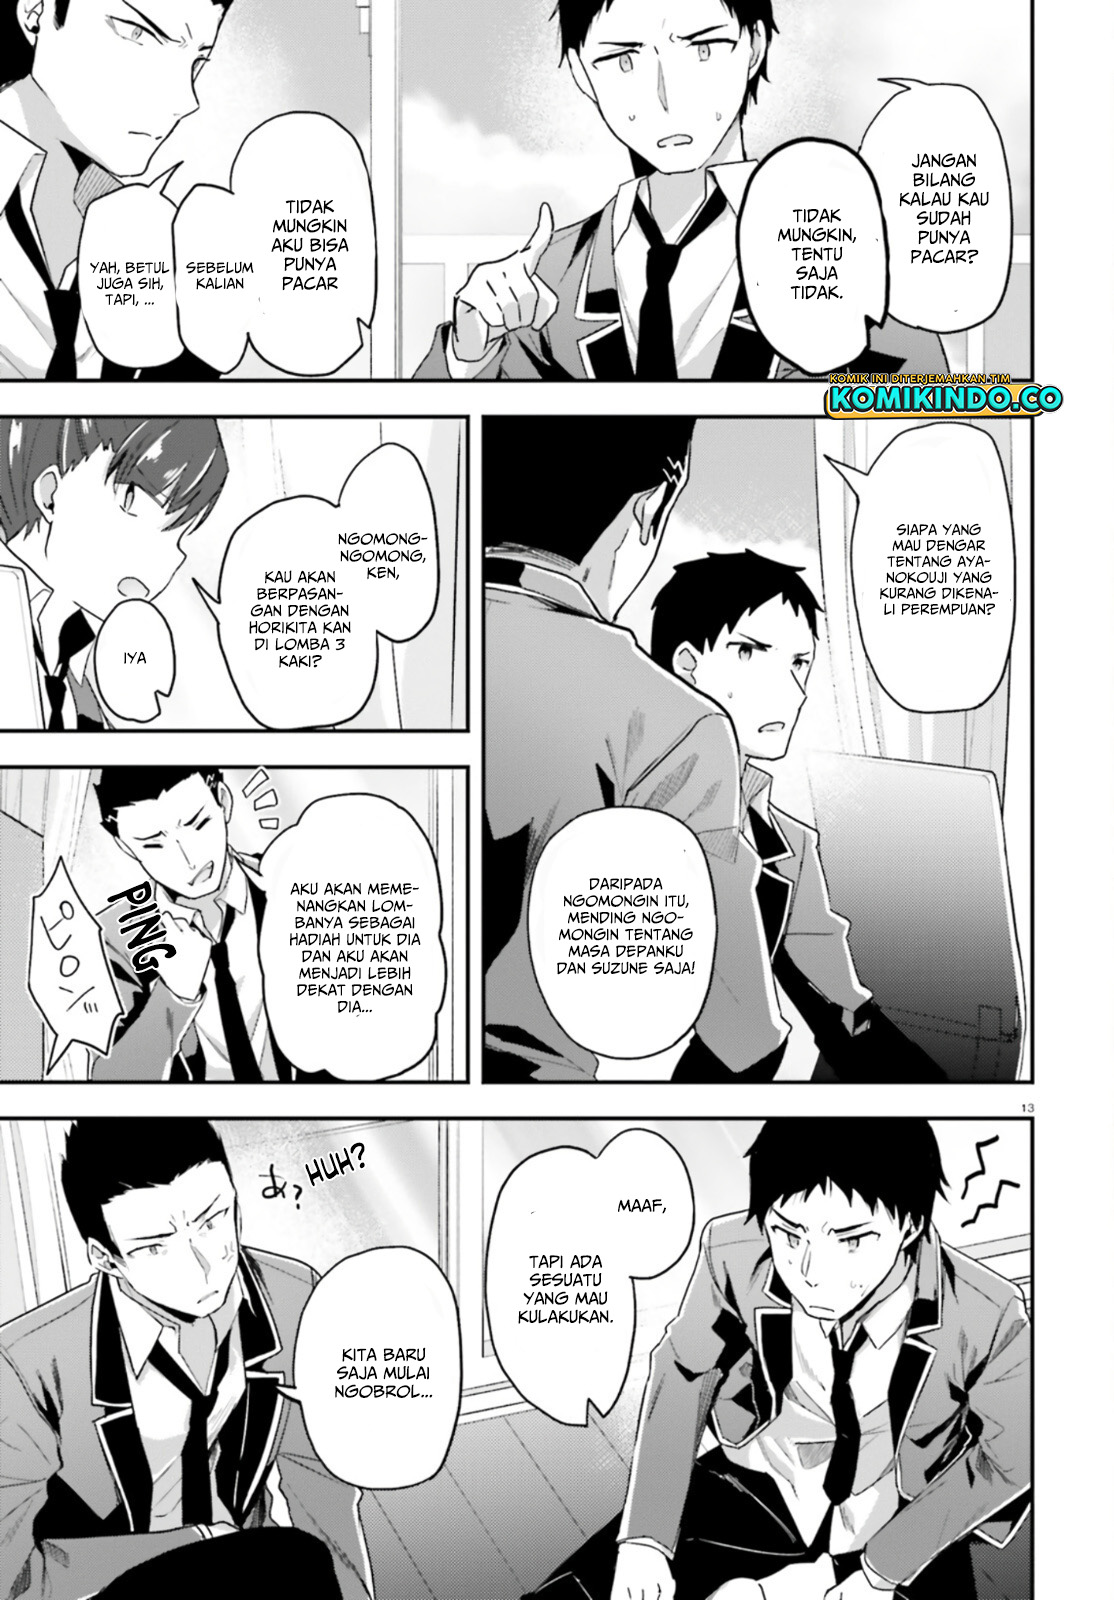 JANGAN
BILANG
KALAU KAU
SUDAH
PUNYA
PACAR?
TIDAK
MUNGKIN,
TENTU
SAJA
TIDAK.
TIDAK
MUNGKIN
AKU BISA
PUNYA
PACAR
SEBELUM
KALIAN
YAH, BETUL
JUGA SIH,
TAPI, ...
KOMIK INI DITERJEMAHKAN TIM
KOMIKINDO.CO
SIAPA YANG
MAU DENGAR
TENTANG AYA-
NOKOUJI YANG
KURANG DIKENA-
LI PEREMPUAN?
DARIPADA
NGOMONGIN ITU,
MENDING NGO-
MONGIN TENTANG
MASA DEPANKU
DAN SUZUNE SAJA!
NGOMONG-
NGOMONG,
KEN,
KAU AKAN
BERPASAN-
GAN DENGAN
HORIKITA KAN
DI LOMBA 3
KAKI?
IYA
AKU AKAN MEME-
NANGKAN LOM-
BANYA SEBAGAI
HADIAH UNTUK DIA
DAN AKU AKAN
MENJADI LEBIH
DEKAT DENGAN
DIA...
PING
13
MAAF,
TAPI ADA
SESUATU
YANG MAU
KULAKUKAN.
HUH?
あ?
KITA BARU
SAJA MULAI
NGOBROL...